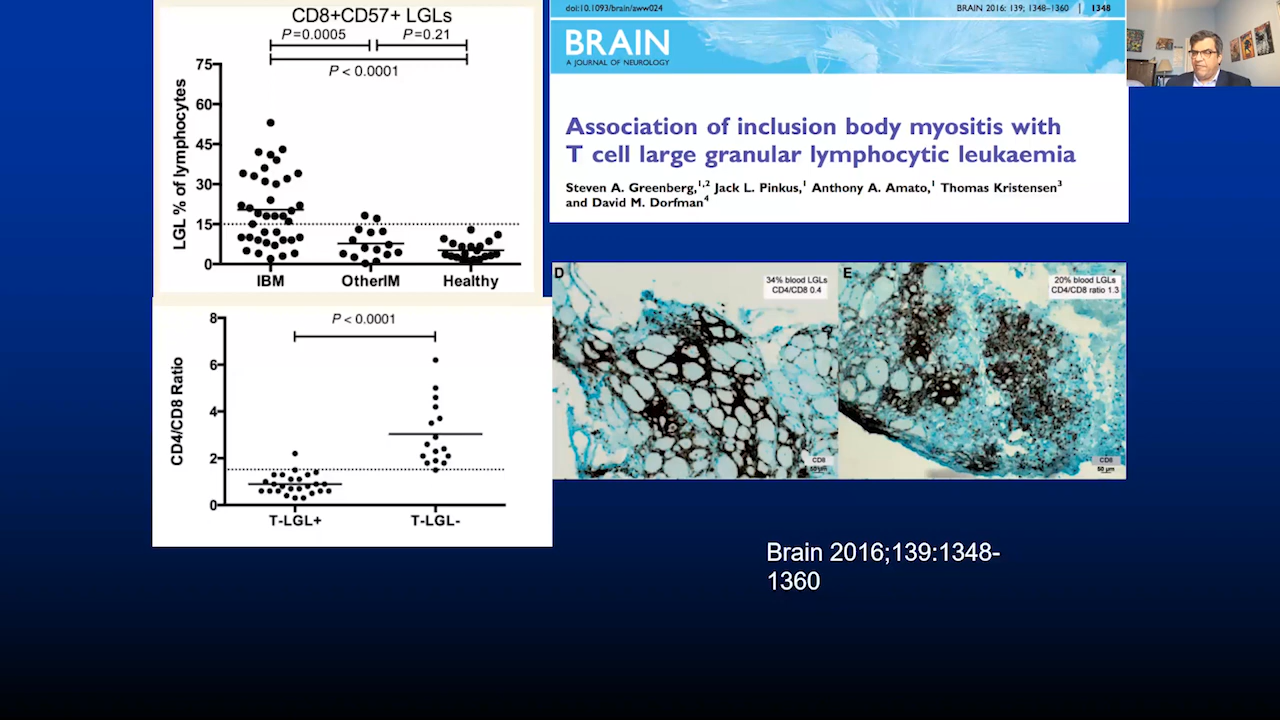 CD8+CD57+ LGLs
P=0.0005
P=0.21
P < 0.0001
LGL % of lymphocytes
75
60
45
30
15
0
IBM
OtherIM
Healthy
P < 0.0001
CD4/CD8 Ratio
8
6
4
2
0
T-LGL+
T-LGL-
doi:10.1093/brain/aww024
BRAIN 2016: 139; 1348–1360 | 1348
BRAIN
A JOURNAL OF NEUROLOGY
Association of inclusion body myositis with
T cell large granular lymphocytic leukaemia
Steven A. Greenberg,1,2 Jack L. Pinkus,1 Anthony A. Amato,1 Thomas Kristensen3
and David M. Dorfman4
D
34% blood LGLs
CD4/CD8 0.4
CD8
50 µm
E
20% blood LGLs
CD4/CD8 ratio 1.3
CD8
50 µm
Brain 2016;139:1348-
1360